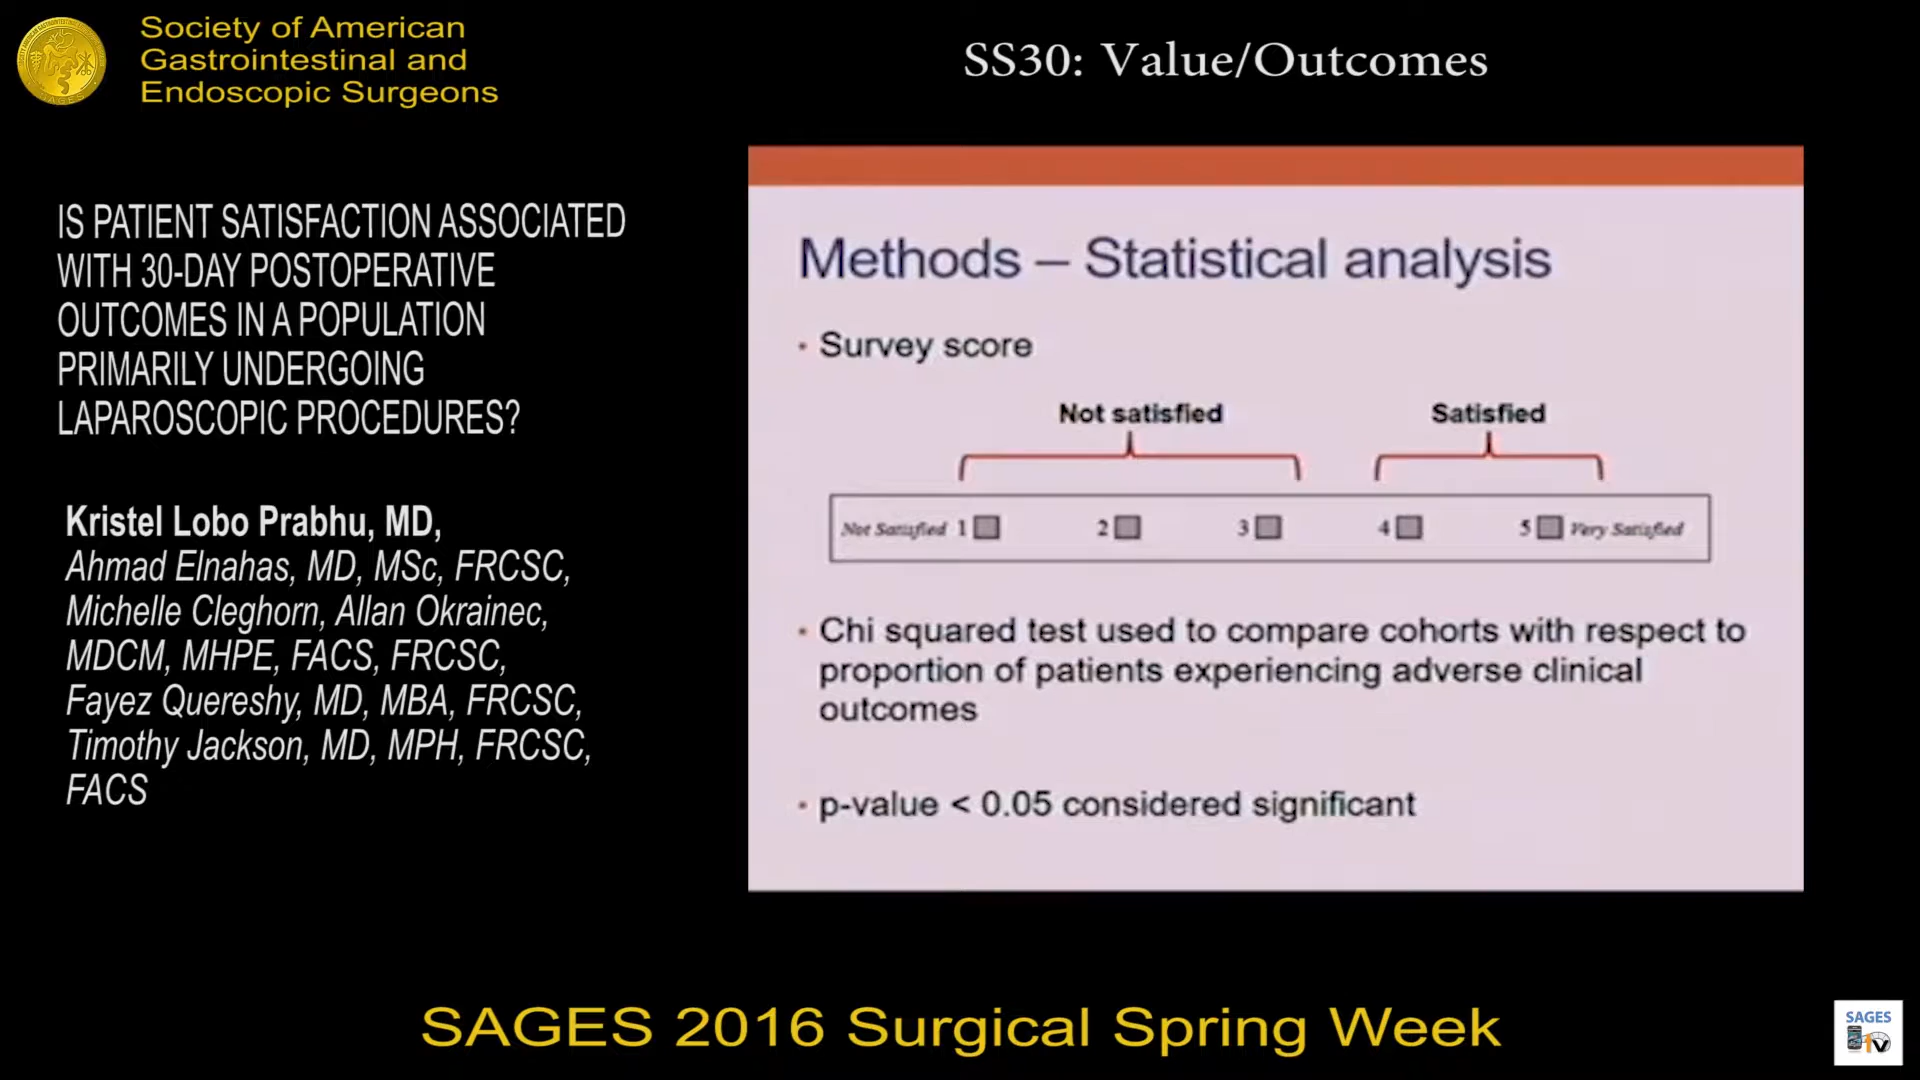 Society of American
Gastrointestinal and
Endoscopic Surgeons
SS30: Value/Outcomes
IS PATIENT SATISFACTION ASSOCIATED
WITH 30-DAY POSTOPERATIVE
OUTCOMES IN A POPULATION
PRIMARILY UNDERGOING
LAPAROSCOPIC PROCEDURES?
Kristel Lobo Prabhu, MD,
Ahmad Elnahas, MD, MSc, FRCSC,
Michelle Cleghorn, Allan Okrainec,
MDCM, MHPE, FACS, FRCSC,
Fayez Quereshy, MD, MBA, FRCSC,
Timothy Jackson, MD, MPH, FRCSC,
FACS
Methods – Statistical analysis
• Survey score
Not satisfied Satisfied
Not Satisfied 1 2 3 4 5 Very Satisfied
• Chi squared test used to compare cohorts with respect to
proportion of patients experiencing adverse clinical
outcomes
• p-value < 0.05 considered significant
SAGES 2016 Surgical Spring Week
SAGES
TV